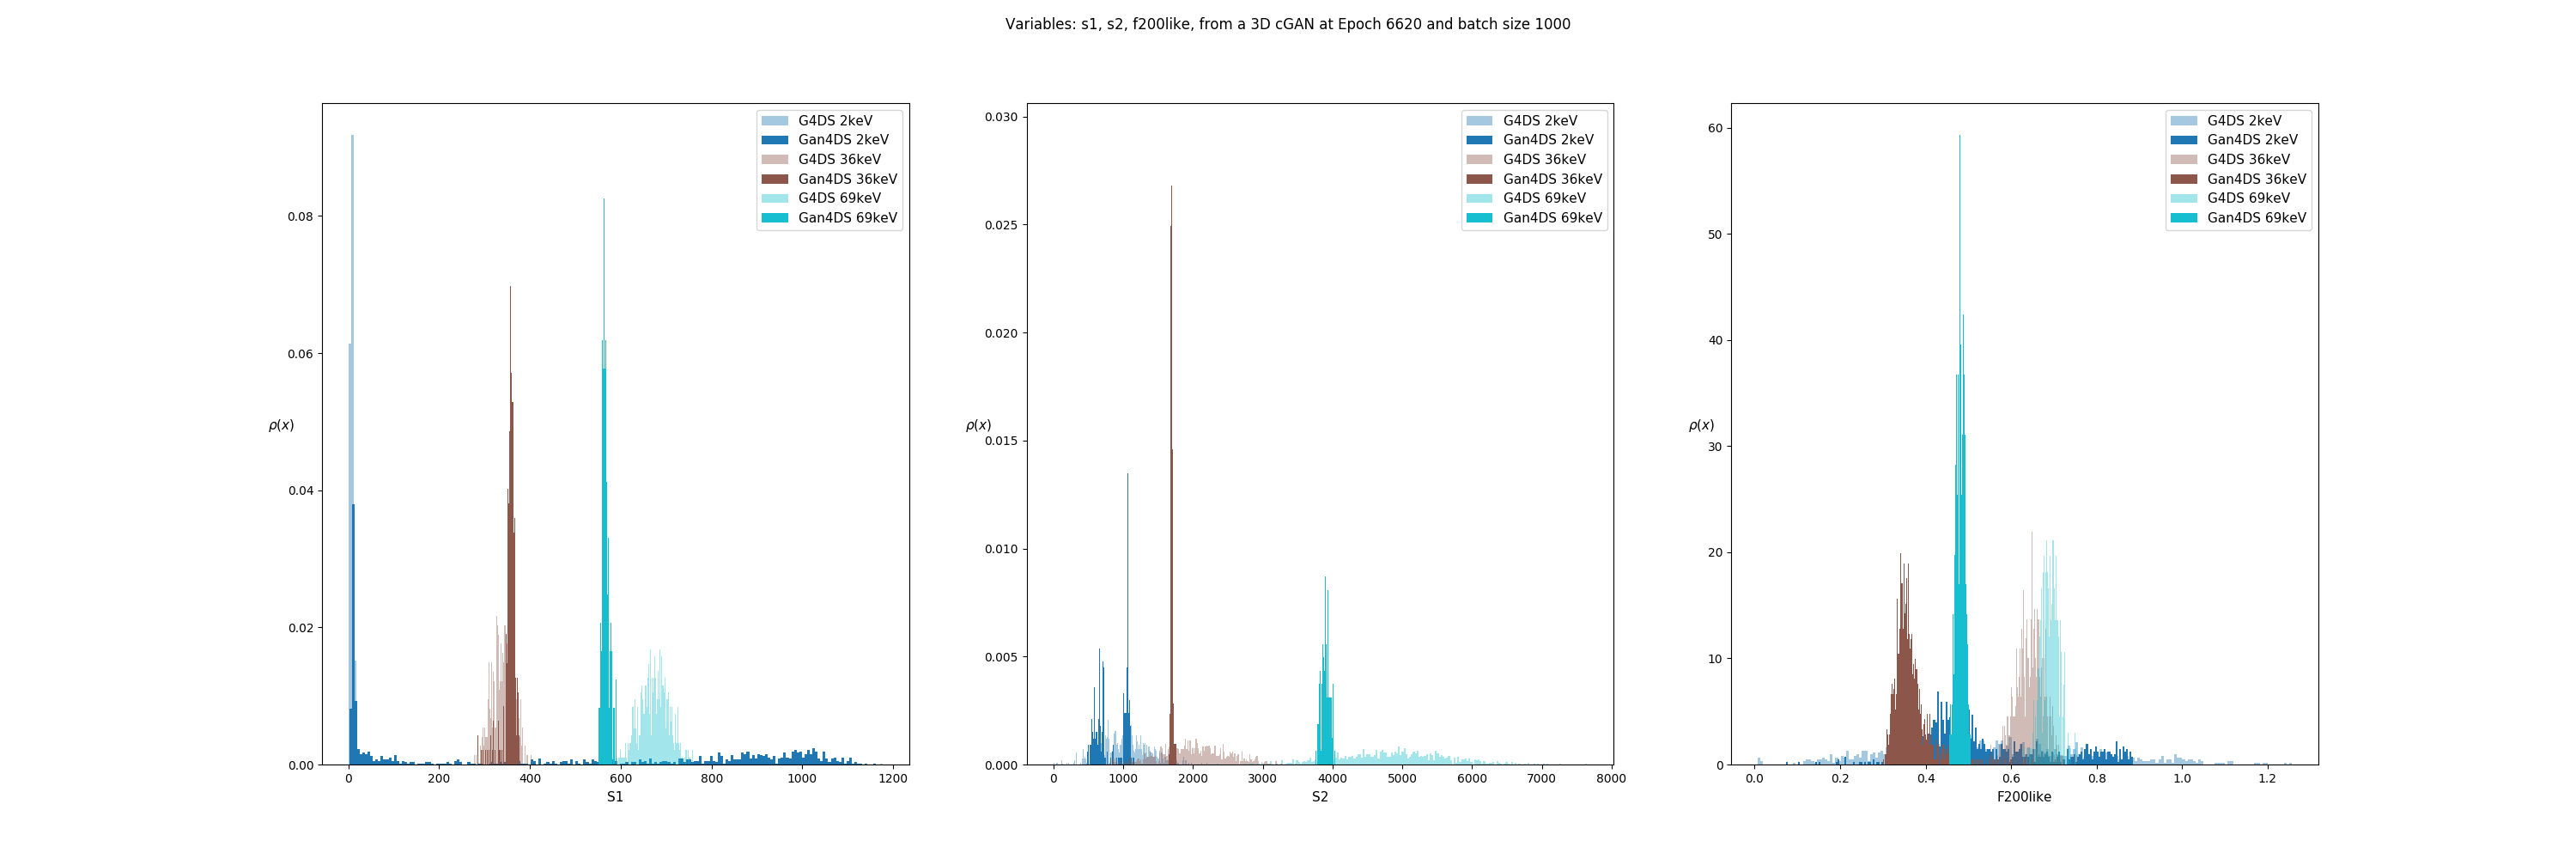 Variables: s1, s2, f200like, from a 3D cGAN at Epoch 6620 and batch size 1000
G4DS 2keV
Gan4DS 2keV
G4DS 36keV
Gan4DS 36keV
G4DS 69keV
Gan4DS 69keV
0.08
0.06
0.04
0.02
0.00
ρ(x)
0 200 400 600 800 1000 1200
S1
G4DS 2keV
Gan4DS 2keV
G4DS 36keV
Gan4DS 36keV
G4DS 69keV
Gan4DS 69keV
0.030
0.025
0.020
0.015
0.010
0.005
0.000
ρ(x)
0 1000 2000 3000 4000 5000 6000 7000 8000
S2
G4DS 2keV
Gan4DS 2keV
G4DS 36keV
Gan4DS 36keV
G4DS 69keV
Gan4DS 69keV
60
50
40
30
20
10
0
ρ(x)
0.0 0.2 0.4 0.6 0.8 1.0 1.2
F200like